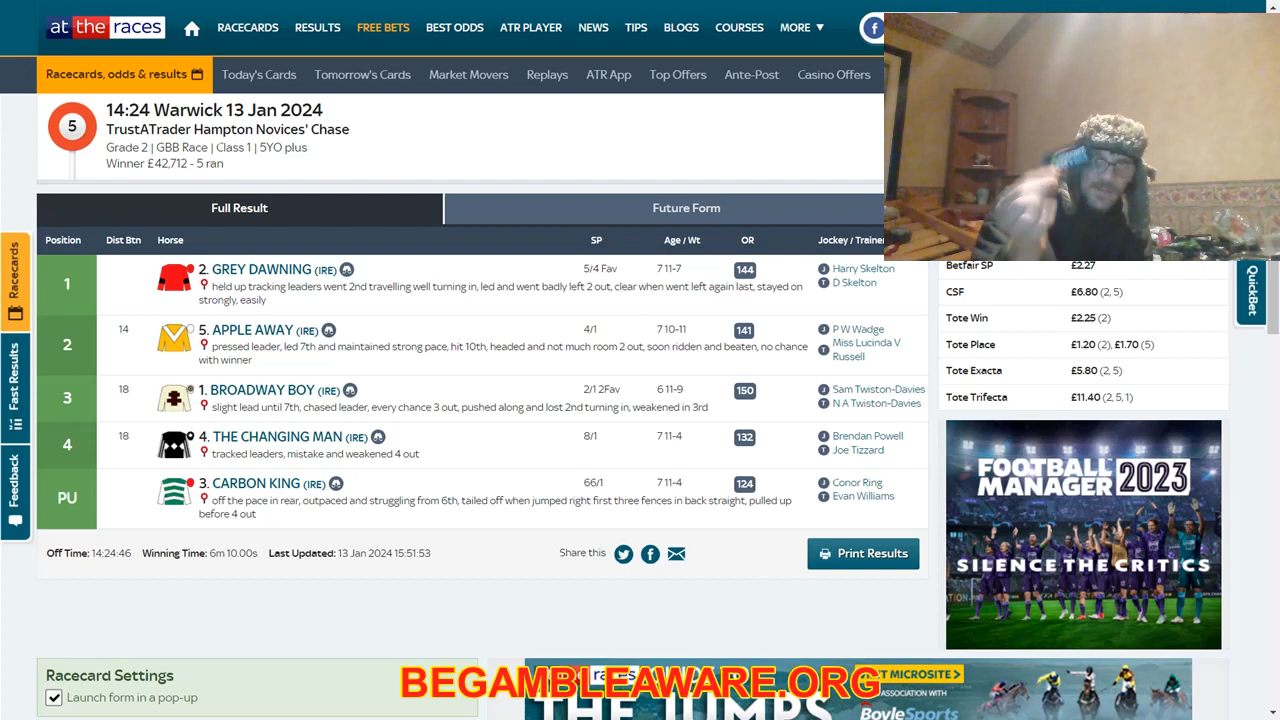 at the races
RACECARDS
RESULTS
FREE BETS
BEST ODDS
ATR PLAYER
NEWS
TIPS
BLOGS
COURSES
MORE ▼
f
Racecards, odds & results
Today's Cards
Tomorrow's Cards
Market Movers
Replays
ATR App
Top Offers
Ante-Post
Casino Offers
5
14:24 Warwick 13 Jan 2024
TrustATrader Hampton Novices' Chase
Grade 2 | GBB Race | Class 1 | 5YO plus
Winner £42,712 - 5 ran
Full Result
Future Form
Position Dist Btn Horse SP Age / Wt OR Jockey / Trainer
1 2. GREY DAWNING (IRE) 5/4 Fav 7 11-7 144 J Harry Skelton
T D Skelton
held up tracking leaders went 2nd travelling well turning in, led and went badly left 2 out, clear when went left again last, stayed on
strongly, easily
2 14 5. APPLE AWAY (IRE) 4/1 7 10-11 141 J P W Wadge
T Miss Lucinda V
Russell
pressed leader, led 7th and maintained strong pace, hit 10th, headed and not much room 2 out, soon ridden and beaten, no chance
with winner
3 18 1. BROADWAY BOY (IRE) 2/1 2Fav 6 11-9 150 J Sam Twiston-Davies
T N A Twiston-Davies
slight lead until 7th, chased leader, every chance 3 out, pushed along and lost 2nd turning in, weakened in 3rd
4 18 4. THE CHANGING MAN (IRE) 8/1 7 11-4 132 J Brendan Powell
T Joe Tizzard
tracked leaders, mistake and weakened 4 out
PU 3. CARBON KING (IRE) 66/1 7 11-4 124 J Conor Ring
T Evan Williams
off the pace in rear, outpaced and struggling from 6th, tailed off when jumped right first three fences in back straight, pulled up
before 4 out
Off Time: 14:24:46 Winning Time: 6m 10.00s Last Updated: 13 Jan 2024 15:51:53
Share this
Print Results
Betfair SP £2.27
CSF £6.80 (2, 5)
Tote Win £2.25 (2)
Tote Place £1.20 (2), £1.70 (5)
Tote Exacta £5.80 (2, 5)
Tote Trifecta £11.40 (2, 5, 1)
FOOTBALL
MANAGER 2023
SILENCE THE CRITICS
Racecards
Fast Results
Feedback
QuickBet
Racecard Settings
Launch form in a pop-up
BEGAMBLEAWARE.ORG
races
THE JUMPS
MICROSITE >
ASSOCIATION WITH
BoyleSports